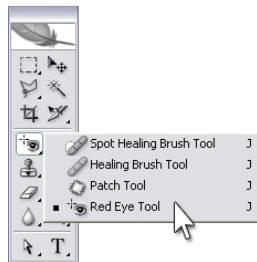 Spot Healing Brush Tool J
Healing Brush Tool J
Patch Tool J
Red Eye Tool J
T